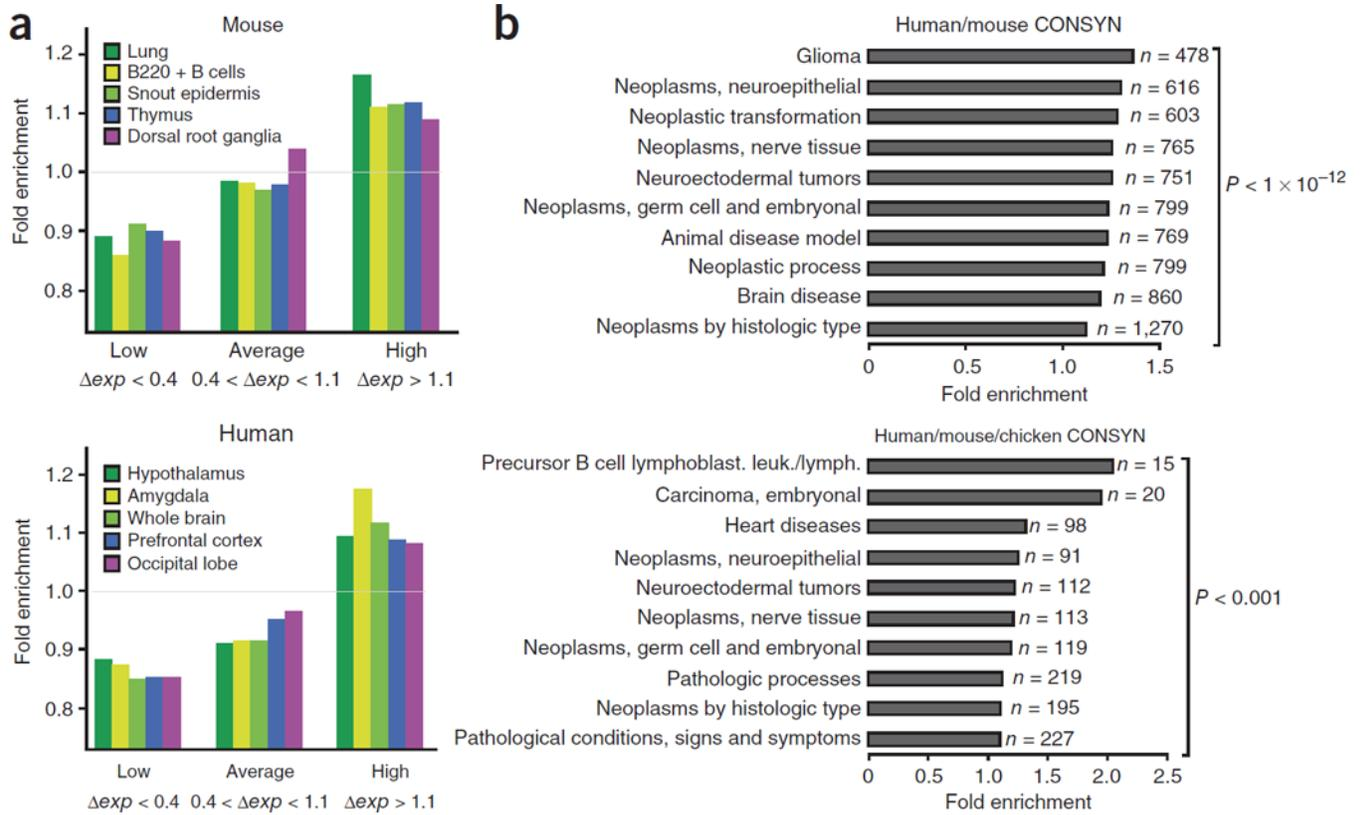 a
Mouse
Fold enrichment
1.2
1.1
1.0
0.9
0.8
Lung
B220 + B cells
Snout epidermis
Thymus
Dorsal root ganglia
Low
Average
High
Δexp < 0.4
0.4 < Δexp < 1.1
Δexp > 1.1
Human
Fold enrichment
1.2
1.1
1.0
0.9
0.8
Hypothalamus
Amygdala
Whole brain
Prefrontal cortex
Occipital lobe
Low
Average
High
Δexp < 0.4
0.4 < Δexp < 1.1
Δexp > 1.1
b
Human/mouse CONSYN
Glioma n = 478
Neoplasms, neuroepithelial n = 616
Neoplastic transformation n = 603
Neoplasms, nerve tissue n = 765
Neuroectodermal tumors n = 751
Neoplasms, germ cell and embryonal n = 799
Animal disease model n = 769
Neoplastic process n = 799
Brain disease n = 860
Neoplasms by histologic type n = 1,270
P < 1 × 10⁻¹²
0 0.5 1.0 1.5
Fold enrichment
Human/mouse/chicken CONSYN
Precursor B cell lymphoblast. leuk./lymph. n = 15
Carcinoma, embryonal n = 20
Heart diseases n = 98
Neoplasms, neuroepithelial n = 91
Neuroectodermal tumors n = 112
Neoplasms, nerve tissue n = 113
Neoplasms, germ cell and embryonal n = 119
Pathologic processes n = 219
Neoplasms by histologic type n = 195
Pathological conditions, signs and symptoms n = 227
P < 0.001
0 0.5 1.0 1.5 2.0 2.5
Fold enrichment